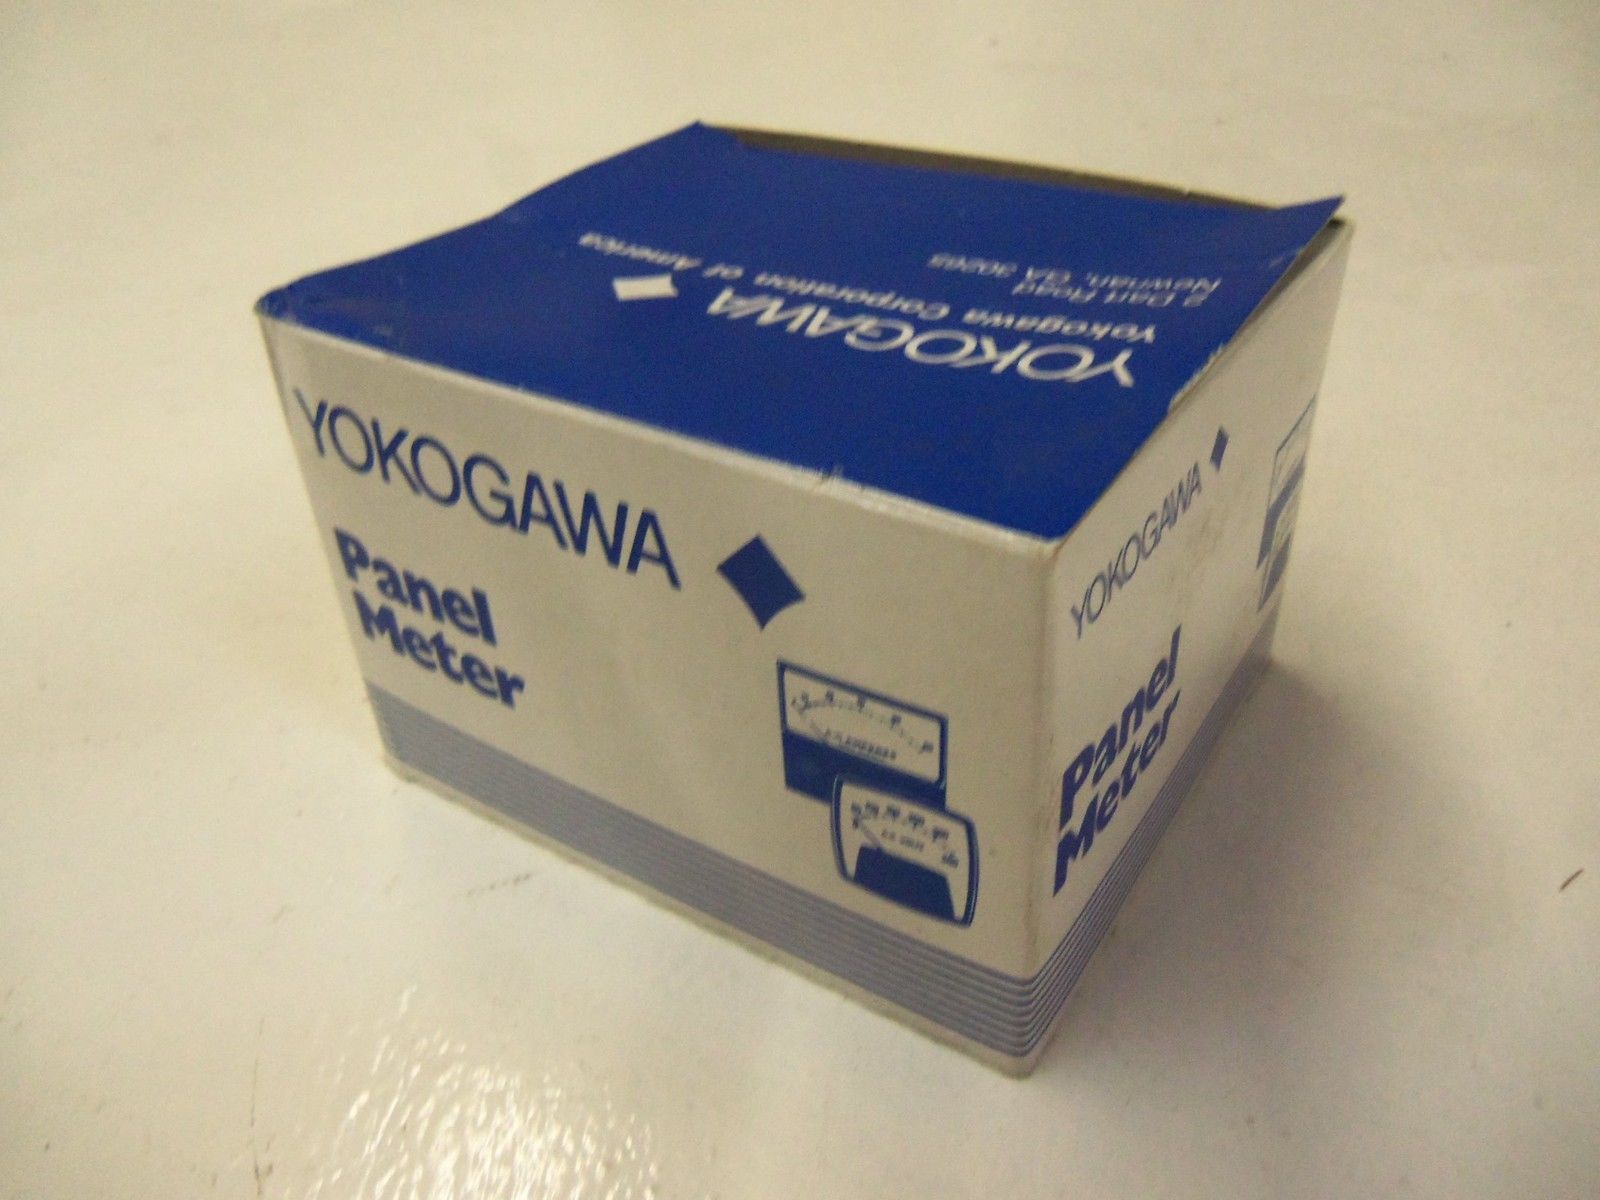 YOKOGAWA
Yokogawa Corporation of America
2 Dart Road
Newnan, GA 30265
YOKOGAWA
Panel
Meter
YOKOGAWA
Panel
Meter